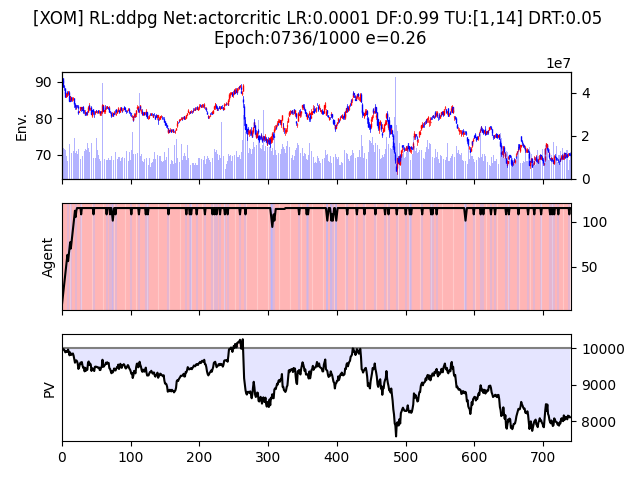 [XOM] RL:ddpg Net:actorcritic LR:0.0001 DF:0.99 TU:[1,14] DRT:0.05
Epoch:0736/1000 e=0.26
1e7
90
80
70
Env.
4
2
0
Agent
100
50
PV
10000
9000
8000
0 100 200 300 400 500 600 700